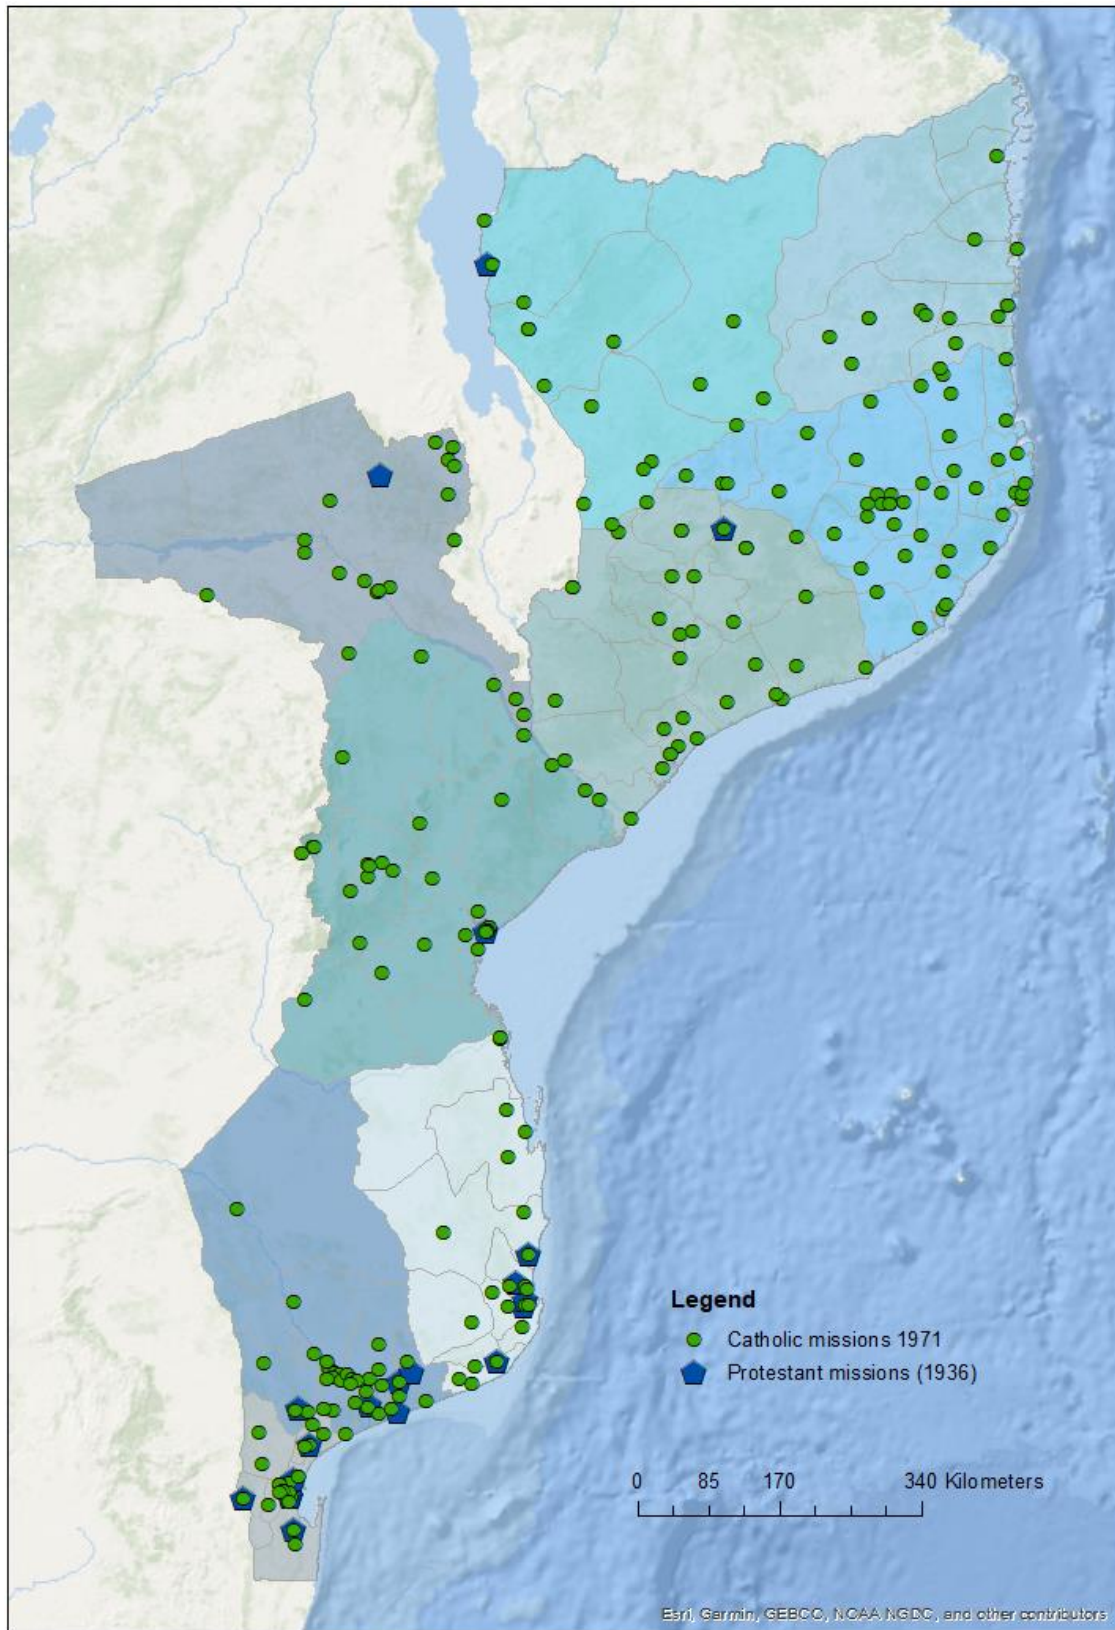 Legend
Catholic missions 1971
Protestant missions (1936)
0 85 170 340 Kilometers
Esri, Garmin, GEBCO, NOAA NGDC, and other contributors